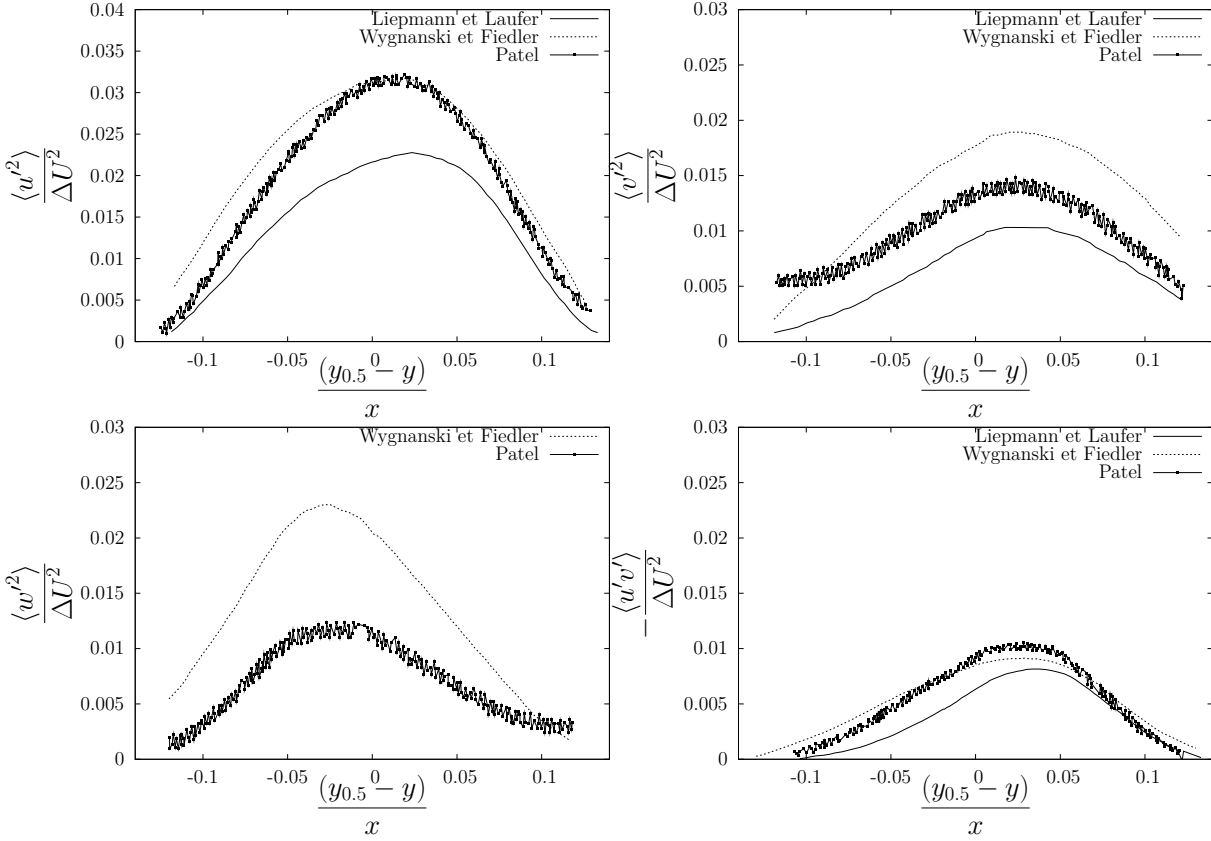 0.04
0.035
0.03
0.025
0.02
0.015
0.01
0.005
0
-0.1 -0.05 0 0.05 0.1
⟨u′²⟩
ΔU²
(y₀.₅ − y)
x
Liepmann et Laufer
Wygnanski et Fiedler
Patel
0.03
0.025
0.02
0.015
0.01
0.005
0
-0.1 -0.05 0 0.05 0.1
⟨v′²⟩
ΔU²
(y₀.₅ − y)
x
Liepmann et Laufer
Wygnanski et Fiedler
Patel
0.03
0.025
0.02
0.015
0.01
0.005
0
-0.1 -0.05 0 0.05 0.1
⟨w′²⟩
ΔU²
(y₀.₅ − y)
x
Wygnanski et Fiedler
Patel
0.03
0.025
0.02
0.015
0.01
0.005
0
-0.1 -0.05 0 0.05 0.1
−⟨u′v′⟩
ΔU²
(y₀.₅ − y)
x
Liepmann et Laufer
Wygnanski et Fiedler
Patel